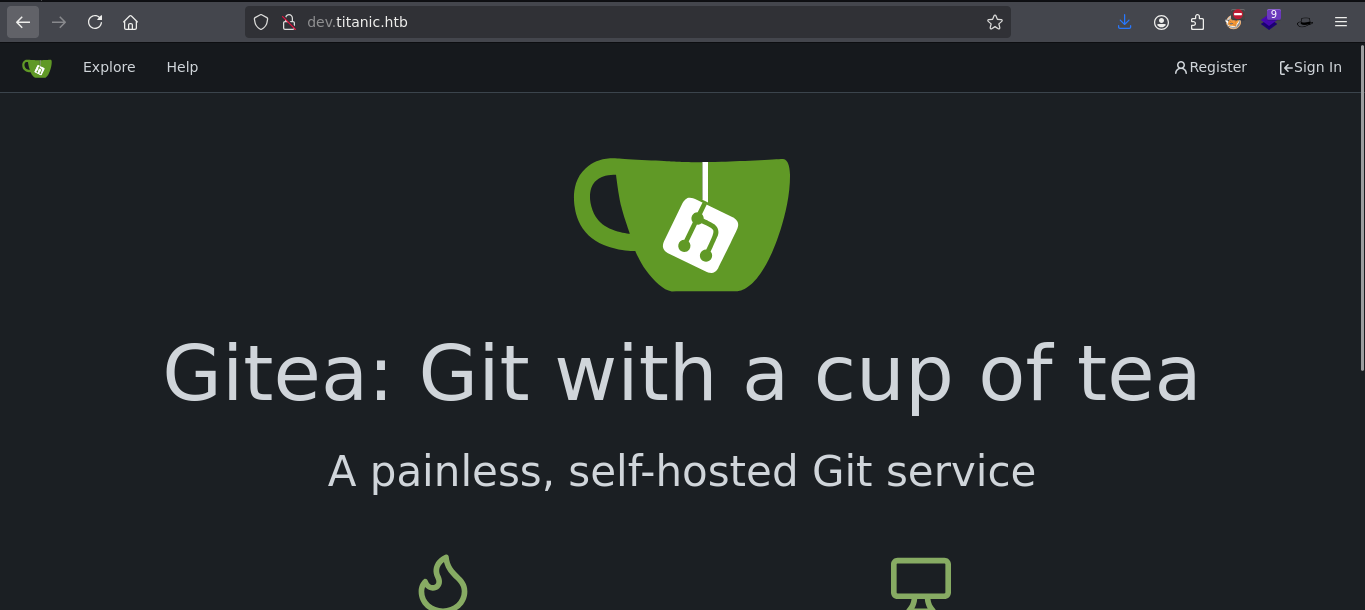 dev.titanic.htb
9
Explore Help Register Sign In
Gitea: Git with a cup of tea
A painless, self-hosted Git service